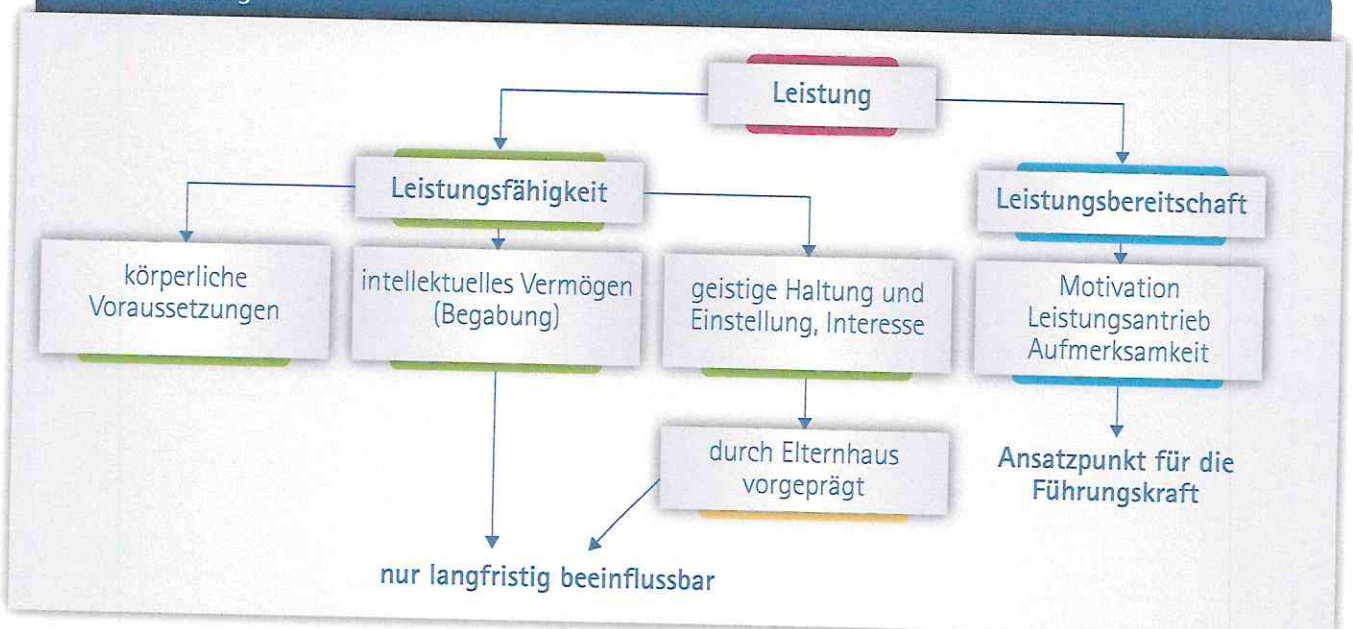 Leistung
Leistungsfähigkeit
Leistungsbereitschaft
körperliche
Voraussetzungen
intellektuelles Vermögen
(Begabung)
geistige Haltung und
Einstellung, Interesse
Motivation
Leistungsantrieb
Aufmerksamkeit
durch Elternhaus
vorgeprägt
Ansatzpunkt für die
Führungskraft
nur langfristig beeinflussbar